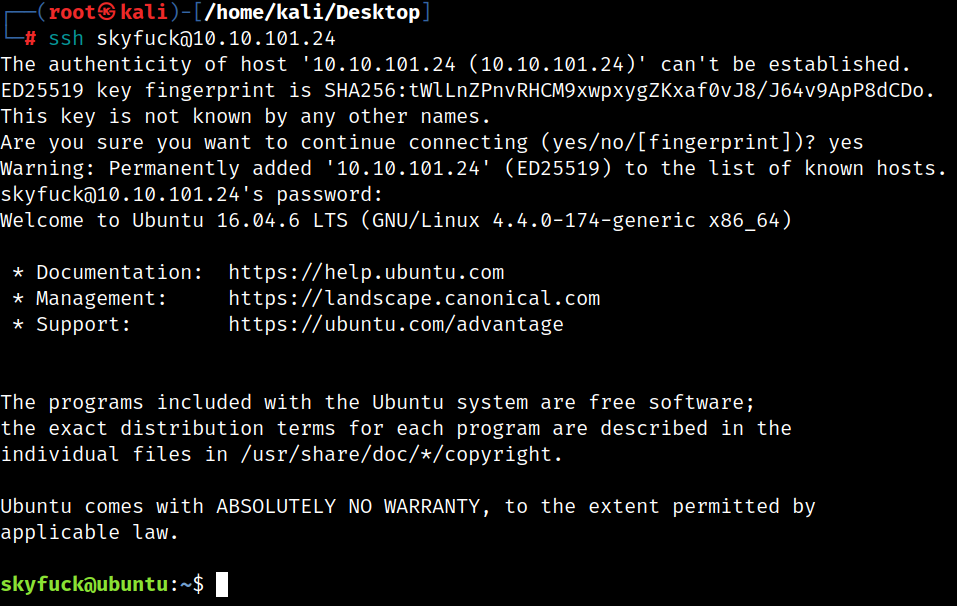 ┌──(root㉿kali)-[/home/kali/Desktop]
└─# ssh skyfuck@10.10.101.24
The authenticity of host '10.10.101.24 (10.10.101.24)' can't be established.
ED25519 key fingerprint is SHA256:tWlLnZPnvRHCM9xwpxygZKxaf0vJ8/J64v9ApP8dCDo.
This key is not known by any other names.
Are you sure you want to continue connecting (yes/no/[fingerprint])? yes
Warning: Permanently added '10.10.101.24' (ED25519) to the list of known hosts.
skyfuck@10.10.101.24's password:
Welcome to Ubuntu 16.04.6 LTS (GNU/Linux 4.4.0-174-generic x86_64)

 * Documentation:  https://help.ubuntu.com
 * Management:     https://landscape.canonical.com
 * Support:        https://ubuntu.com/advantage

The programs included with the Ubuntu system are free software;
the exact distribution terms for each program are described in the
individual files in /usr/share/doc/*/copyright.

Ubuntu comes with ABSOLUTELY NO WARRANTY, to the extent permitted by
applicable law.

skyfuck@ubuntu:~$